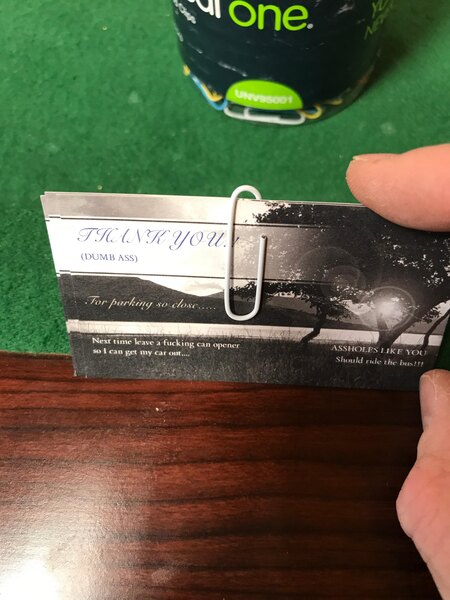 one.
UNV95001
THANK YOU
(DUMB ASS)
For parking so close.....
Next time leave a fucking can opener
so I can get my car out....
ASSHOLES LIKE YOU
Should ride the bus!!!